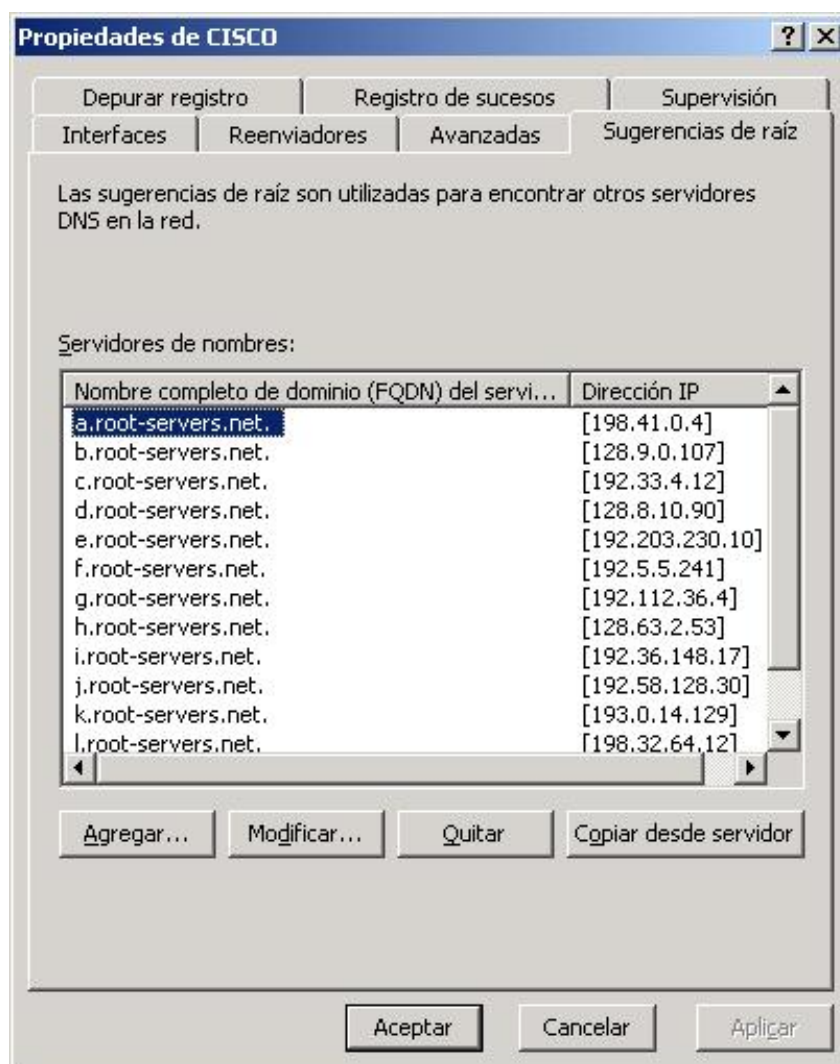 Propiedades de CISCO
Depurar registro Registro de sucesos Supervisión
Interfaces Reenviadores Avanzadas Sugerencias de raíz
Las sugerencias de raíz son utilizadas para encontrar otros servidores
DNS en la red.
Servidores de nombres:
Nombre completo de dominio (FQDN) del servi... Dirección IP
a.root-servers.net. [198.41.0.4]
b.root-servers.net. [128.9.0.107]
c.root-servers.net. [192.33.4.12]
d.root-servers.net. [128.8.10.90]
e.root-servers.net. [192.203.230.10]
f.root-servers.net. [192.5.5.241]
g.root-servers.net. [192.112.36.4]
h.root-servers.net. [128.63.2.53]
i.root-servers.net. [192.36.148.17]
j.root-servers.net. [192.58.128.30]
k.root-servers.net. [193.0.14.129]
l.root-servers.net. [198.32.64.12]
Agregar... Modificar... Quitar Copiar desde servidor
Aceptar Cancelar Aplicar